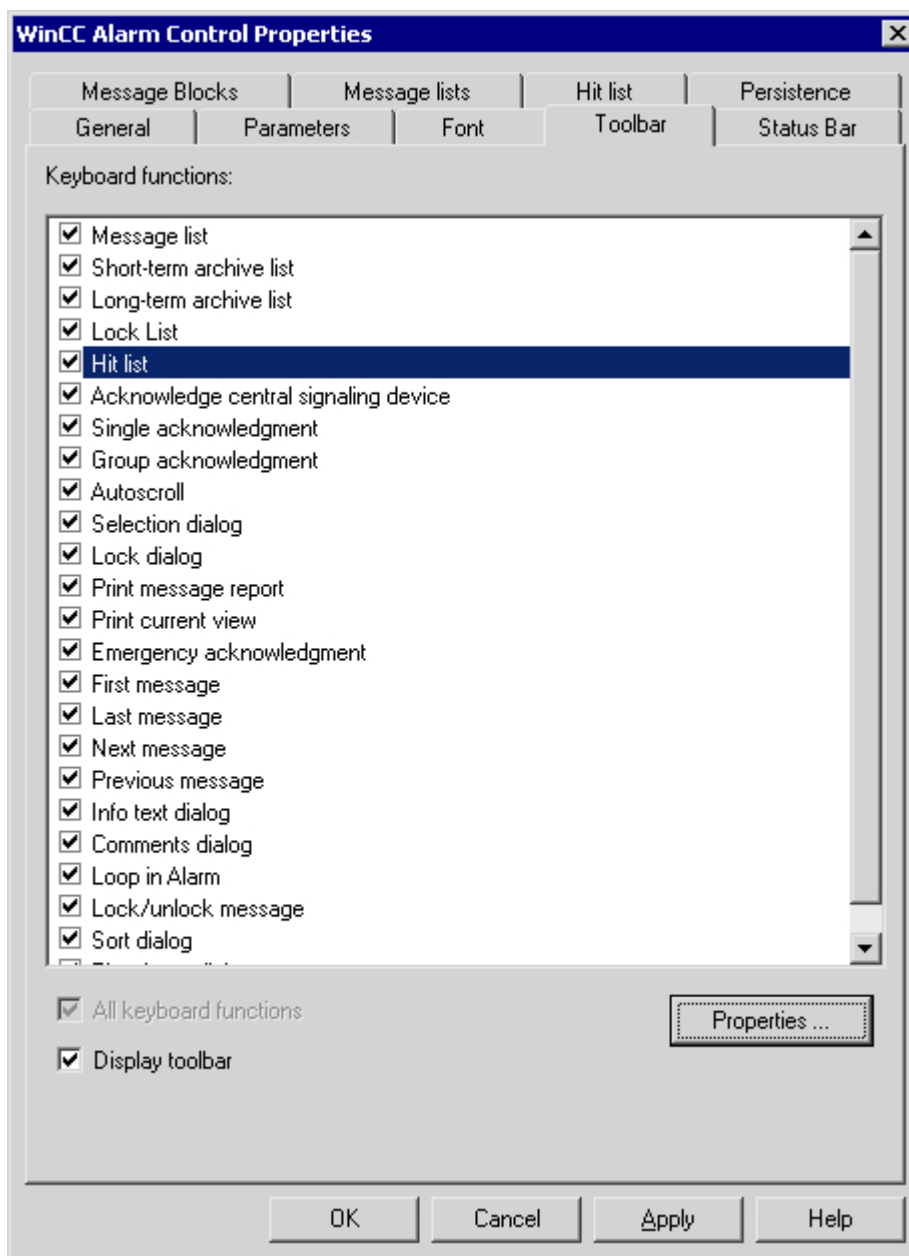 WinCC Alarm Control Properties
Message Blocks Message lists Hit list Persistence
General Parameters Font Toolbar Status Bar
Keyboard functions:
Message list
Short-term archive list
Long-term archive list
Lock List
Hit list
Acknowledge central signaling device
Single acknowledgment
Group acknowledgment
Autoscroll
Selection dialog
Lock dialog
Print message report
Print current view
Emergency acknowledgment
First message
Last message
Next message
Previous message
Info text dialog
Comments dialog
Loop in Alarm
Lock/unlock message
Sort dialog
All keyboard functions
Properties ...
Display toolbar
OK Cancel Apply Help